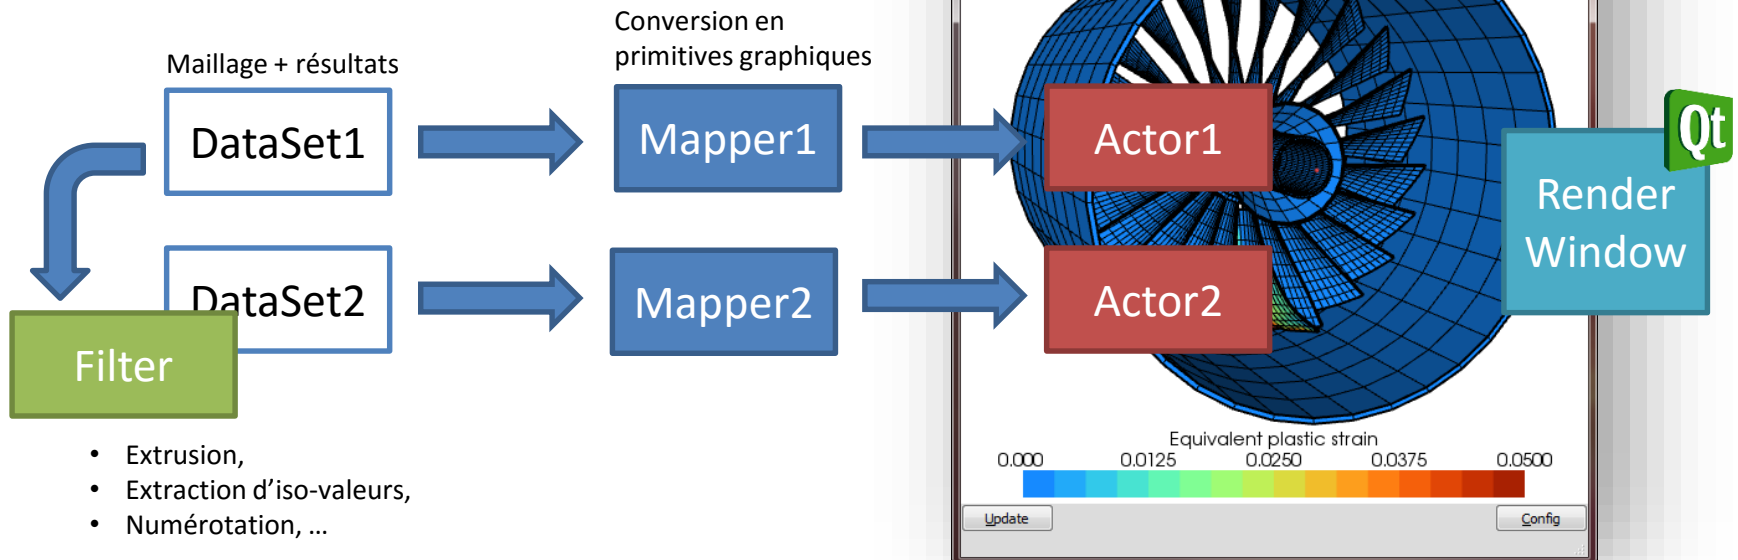 Conversion en
primitives graphiques
Maillage + résultats
DataSet1
Mapper1
Actor1
Qt
Render
Window
DataSet2
Mapper2
Actor2
Filter
• Extrusion,
• Extraction d’iso-valeurs,
• Numérotation, ...
Equivalent plastic strain
0.000 0.0125 0.0250 0.0375 0.0500
Update
Config